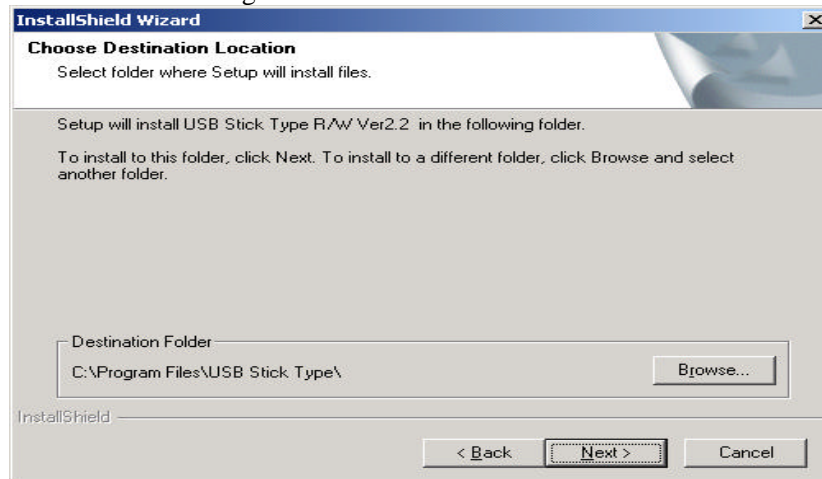 InstallShield Wizard
Choose Destination Location
Select folder where Setup will install files.
Setup will install USB Stick Type R/W Ver2.2 in the following folder.
To install to this folder, click Next. To install to a different folder, click Browse and select
another folder.
Destination Folder
C:\Program Files\USB Stick Type\
Browse...
InstallShield
< Back
Next >
Cancel